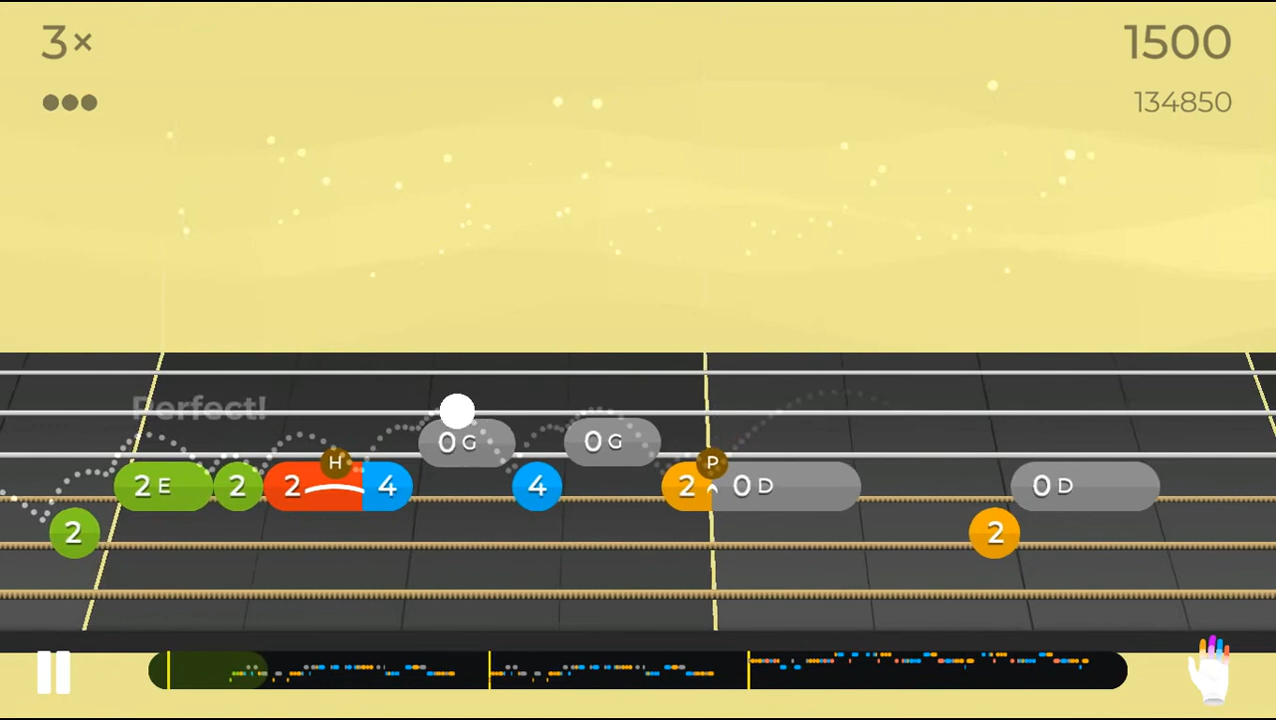 3×
1500
134850
Perfect!
0 G 0 G
H P
2 E 2 2 4 4 2 0 D 0 D
2 2